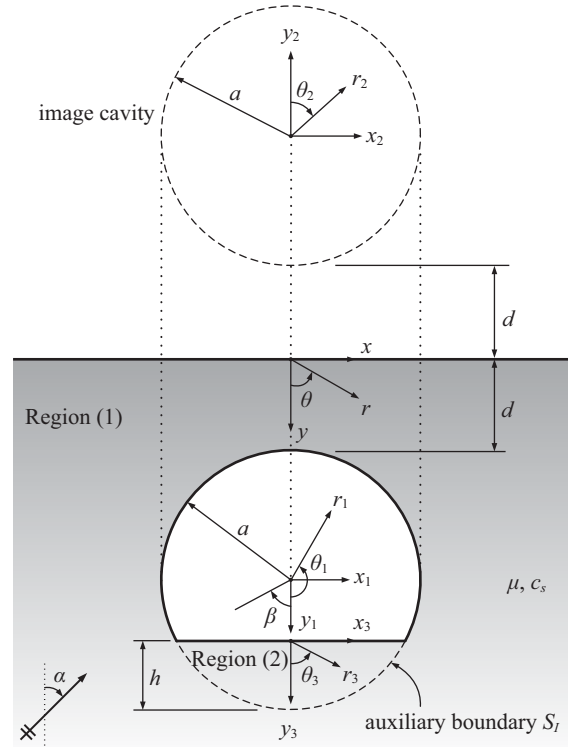 y2
θ2
r2
a
image cavity
x2
d
x
θ
r
d
Region (1)
y
r1
a
θ1
x1
μ, cs
β
y1
x3
Region (2)
h
θ3
r3
α
y3
auxiliary boundary SI